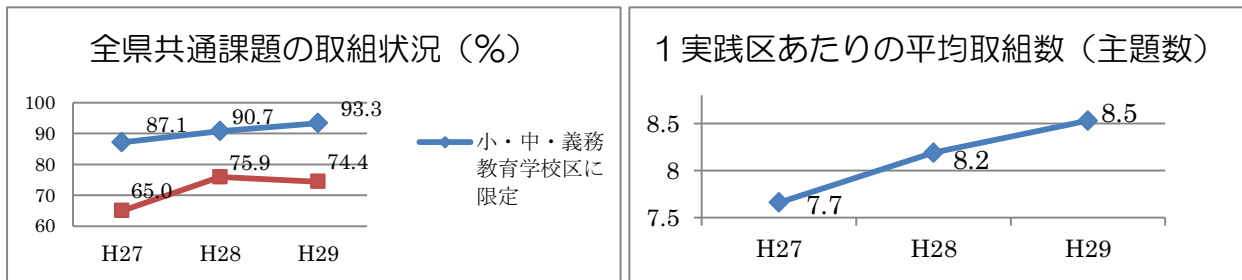 全県共通課題の取組状況（%）
100
90
80
70
60
87.1
90.7
93.3
65.0
75.9
74.4
H27
H28
H29
小・中・義務
教育学校区に
限定
１実践区あたりの平均取組数（主題数）
8.5
8
7.5
7.7
8.2
8.5
H27
H28
H29